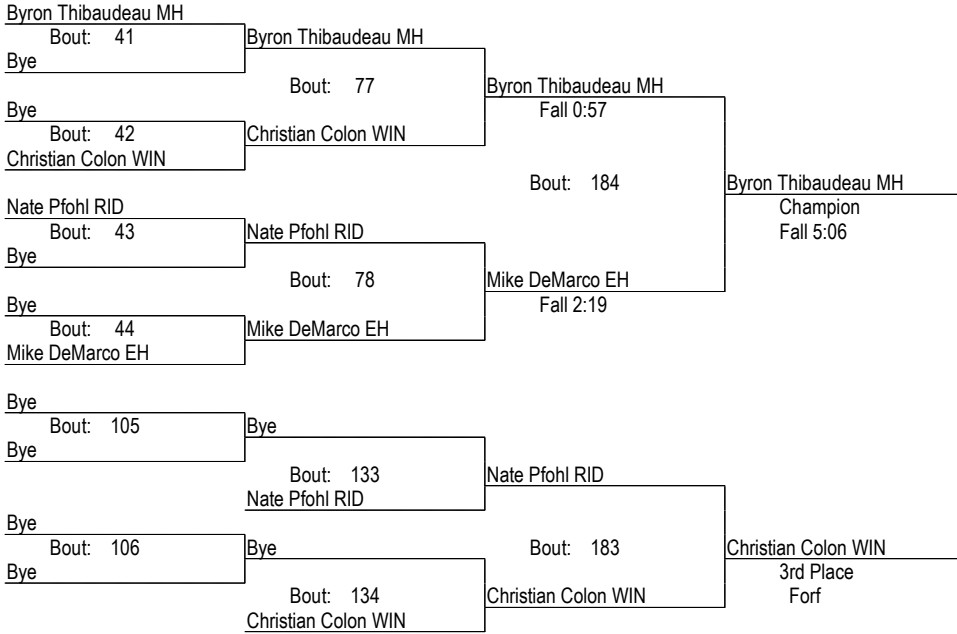 Byron Thibaudeau MH
Bout: 41
Byron Thibaudeau MH
Bye
Bout: 77
Byron Thibaudeau MH
Bye
Fall 0:57
Bout: 42
Christian Colon WIN
Christian Colon WIN
Bout: 184
Byron Thibaudeau MH
Nate Pfohl RID
Champion
Bout: 43
Nate Pfohl RID
Fall 5:06
Bye
Bout: 78
Mike DeMarco EH
Bye
Fall 2:19
Bout: 44
Mike DeMarco EH
Mike DeMarco EH
Bye
Bout: 105
Bye
Bye
Bout: 133
Nate Pfohl RID
Nate Pfohl RID
Bye
Bout: 106
Bye
Bout: 183
Christian Colon WIN
Bye
3rd Place
Bout: 134
Christian Colon WIN
Forf
Christian Colon WIN